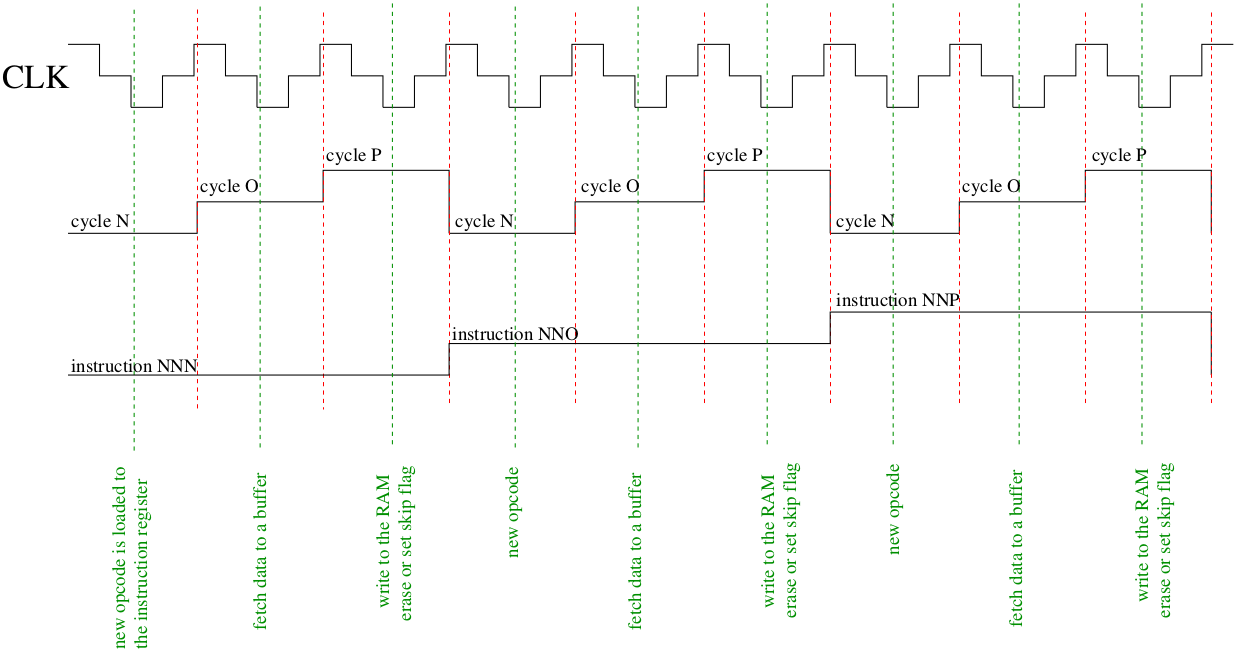 CLK
cycle P
cycle P
cycle P
cycle O
cycle O
cycle O
cycle N
cycle N
cycle N
instruction NNP
instruction NNO
instruction NNN
new opcode is loaded to
the instruction register
fetch data to a buffer
write to the RAM
erase or set skip flag
new opcode
fetch data to a buffer
write to the RAM
erase or set skip flag
new opcode
fetch data to a buffer
write to the RAM
erase or set skip flag